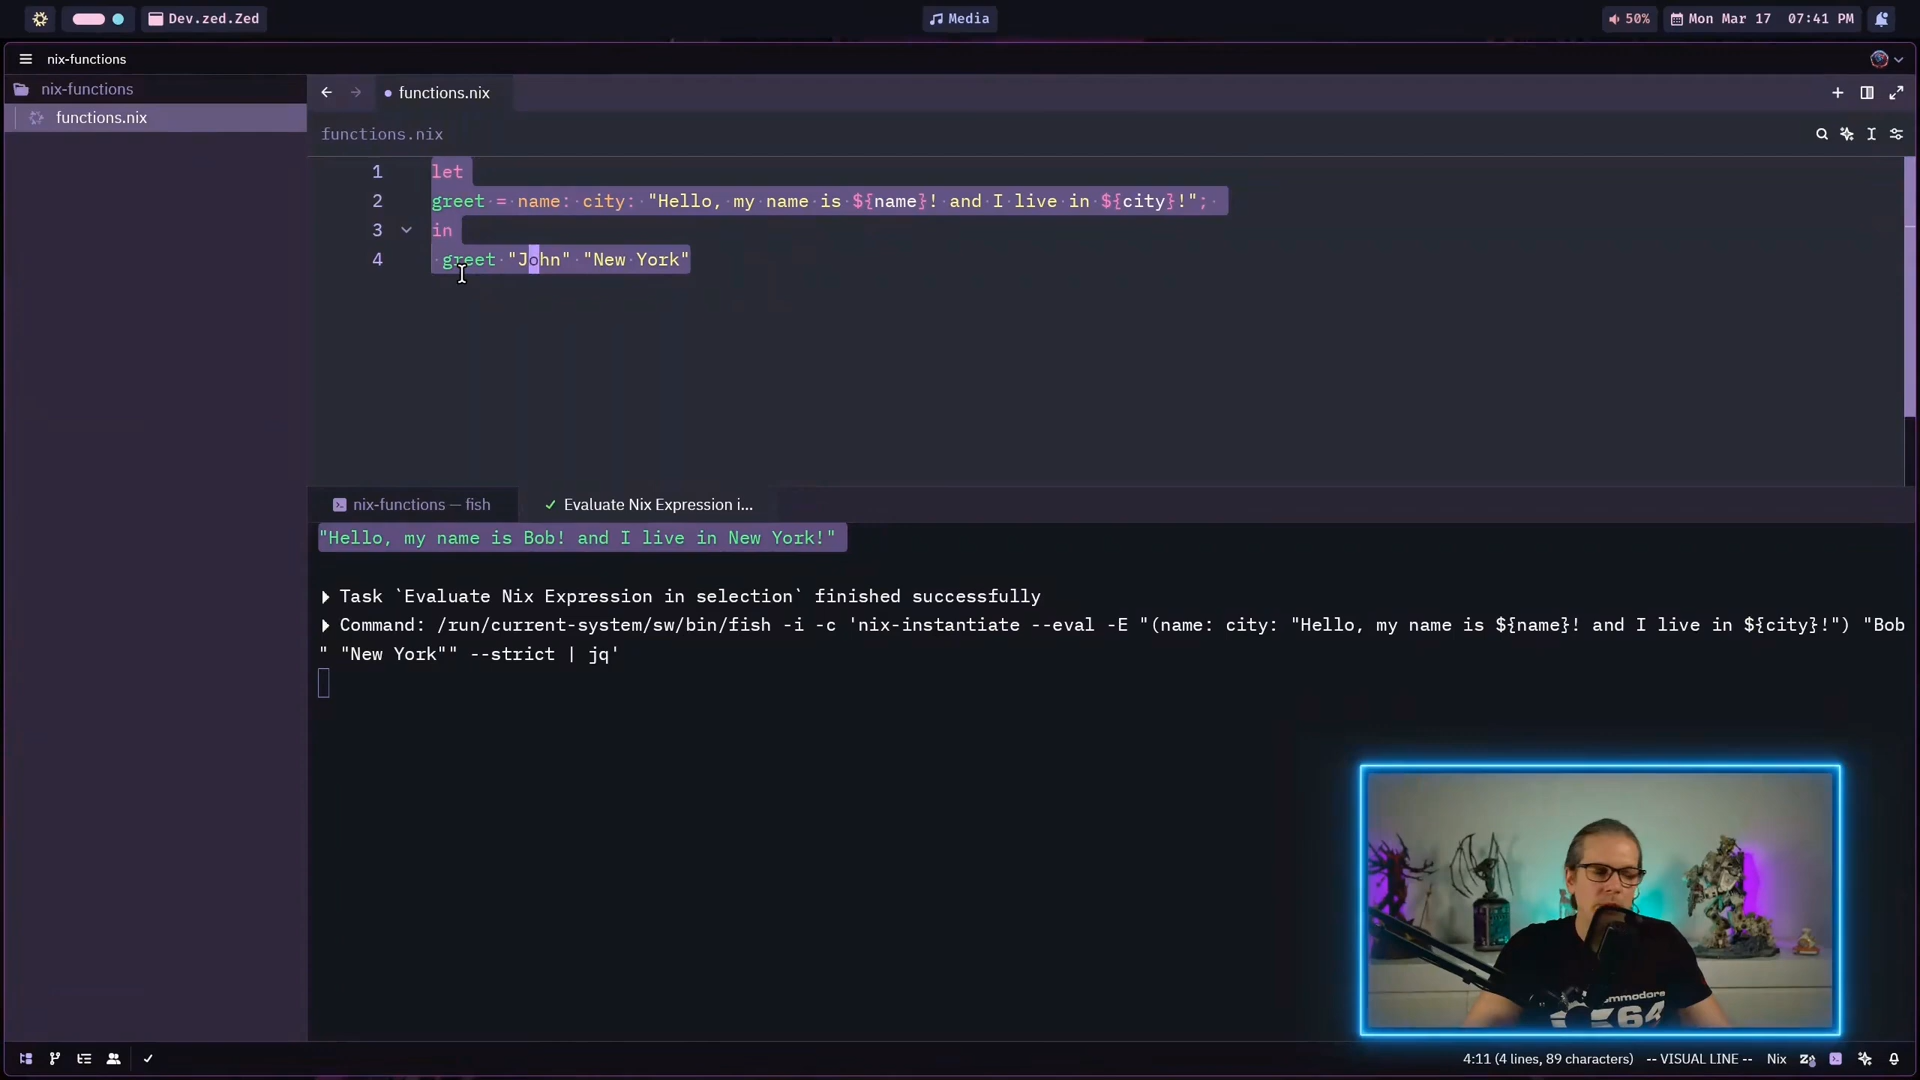 Dev.zed.Zed
Media
50%
Mon Mar 17 07:41 PM
nix-functions
nix-functions
functions.nix
functions.nix
functions.nix
1 let
2 greet = name: city: "Hello, my name is ${name}! and I live in ${city}!";
3 in
4 greet "John" "New York"
nix-functions — fish
Evaluate Nix Expression i...
"Hello, my name is Bob! and I live in New York!"
Task `Evaluate Nix Expression in selection` finished successfully
Command: /run/current-system/sw/bin/fish -i -c 'nix-instantiate --eval -E "(name: city: "Hello, my name is ${name}! and I live in ${city}!") "Bob
" "New York"" --strict | jq'
commodore
64
4:11 (4 lines, 89 characters) -- VISUAL LINE -- Nix